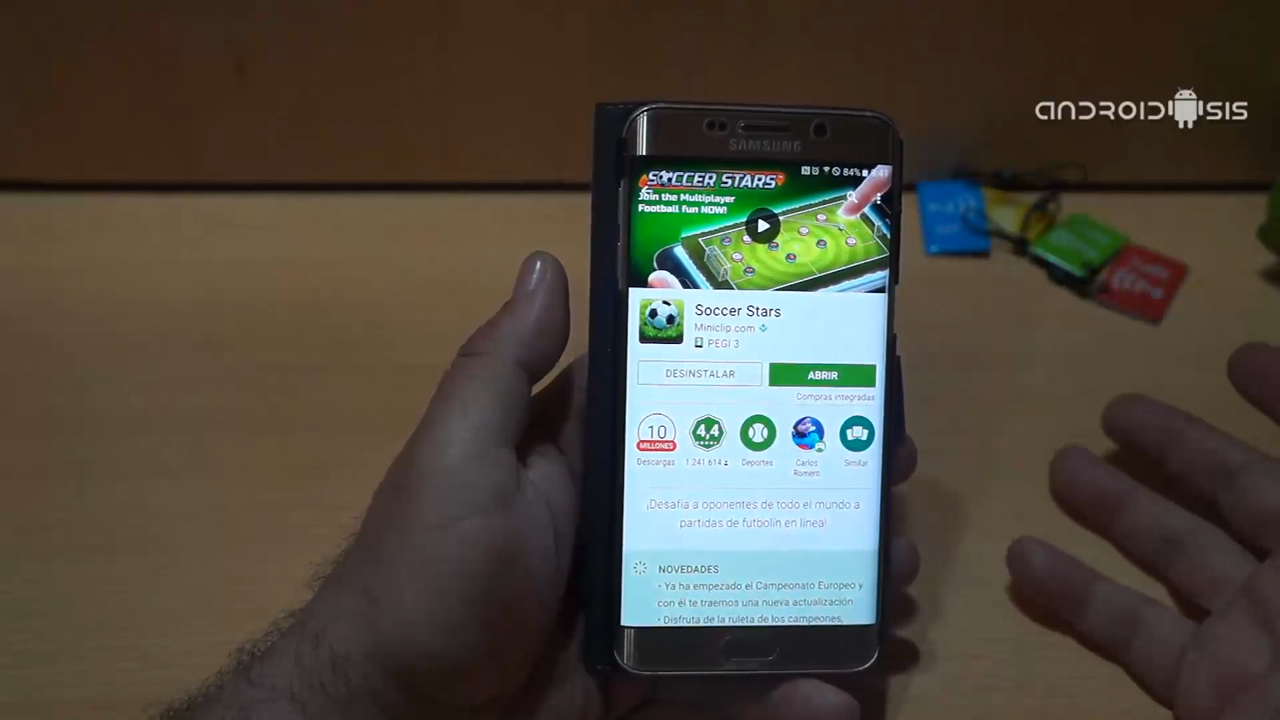 ANDROIDSIS
SAMSUNG
84%
SOCCER STARS
Join the Multiplayer
Football fun NOW!
Soccer Stars
Miniclip.com
PEGI 3
DESINSTALAR
ABRIR
Compras integradas
10
MILLONES
4,4
Descargas
1.241.614
Deportes
Carlos
Romero
Similar
¡Desafía a oponentes de todo el mundo a
partidas de futbolín en línea!
NOVEDADES
• Ya ha empezado el Campeonato Europeo y
con él te traemos una nueva actualización.
• Disfruta de la ruleta de los campeones,